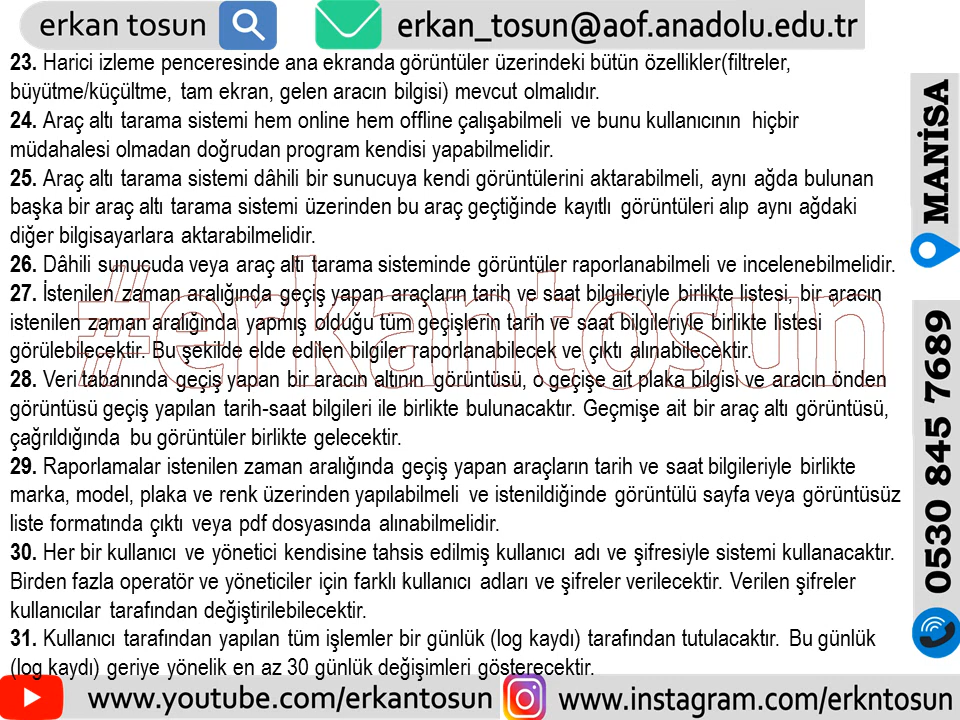 erkan tosun
erkan_tosun@aof.anadolu.edu.tr
23. Harici izleme penceresinde ana ekranda görüntüler üzerindeki bütün özellikler(filtreler,
büyütme/küçültme, tam ekran, gelen aracın bilgisi) mevcut olmalıdır.
24. Araç altı tarama sistemi hem online hem offline çalışabilmeli ve bunu kullanıcının hiçbir
müdahalesi olmadan doğrudan program kendisi yapabilmelidir.
25. Araç altı tarama sistemi dâhili bir sunucuya kendi görüntülerini aktarabilmeli, aynı ağda bulunan
başka bir araç altı tarama sistemi üzerinden bu araç geçtiğinde kayıtlı görüntüleri alıp aynı ağdaki
diğer bilgisayarlara aktarabilmelidir.
26. Dâhili sunucuda veya araç altı tarama sisteminde görüntüler raporlanabilmeli ve incelenebilmelidir.
27. İstenilen zaman aralığında geçiş yapan araçların tarih ve saat bilgileriyle birlikte listesi, bir aracın
istenilen zaman aralığında yapmış olduğu tüm geçişlerin tarih ve saat bilgileriyle birlikte listesi
görülebilecektir. Bu şekilde elde edilen bilgiler raporlanabilecek ve çıktı alınabilecektir.
28. Veri tabanında geçiş yapan bir aracın altının görüntüsü, o geçişe ait plaka bilgisi ve aracın önden
görüntüsü geçiş yapılan tarih-saat bilgileri ile birlikte bulunacaktır. Geçmişe ait bir araç altı görüntüsü,
çağrıldığında bu görüntüler birlikte gelecektir.
29. Raporlamalar istenilen zaman aralığında geçiş yapan araçların tarih ve saat bilgileriyle birlikte
marka, model, plaka ve renk üzerinden yapılabilmeli ve istenildiğinde görüntülü sayfa veya görüntüsüz
liste formatında çıktı veya pdf dosyasında alınabilmelidir.
30. Her bir kullanıcı ve yönetici kendisine tahsis edilmiş kullanıcı adı ve şifresiyle sistemi kullanacaktır.
Birden fazla operatör ve yöneticiler için farklı kullanıcı adları ve şifreler verilecektir. Verilen şifreler
kullanıcılar tarafından değiştirilebilecektir.
31. Kullanıcı tarafından yapılan tüm işlemler bir günlük (log kaydı) tarafından tutulacaktır. Bu günlük
(log kaydı) geriye yönelik en az 30 günlük değişimleri gösterecektir.
#erkantosun
MANİSA
0530 845 7689
www.youtube.com/erkantosun
www.instagram.com/erkntosun